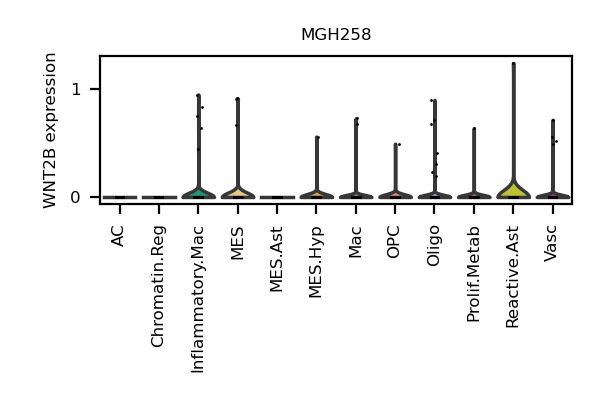 MGH258
WNT2B expression
1
0
AC
Chromatin.Reg
Inflammatory.Mac
MES
MES.Ast
MES.Hyp
Mac
OPC
Oligo
Prolif.Metab
Reactive.Ast
Vasc